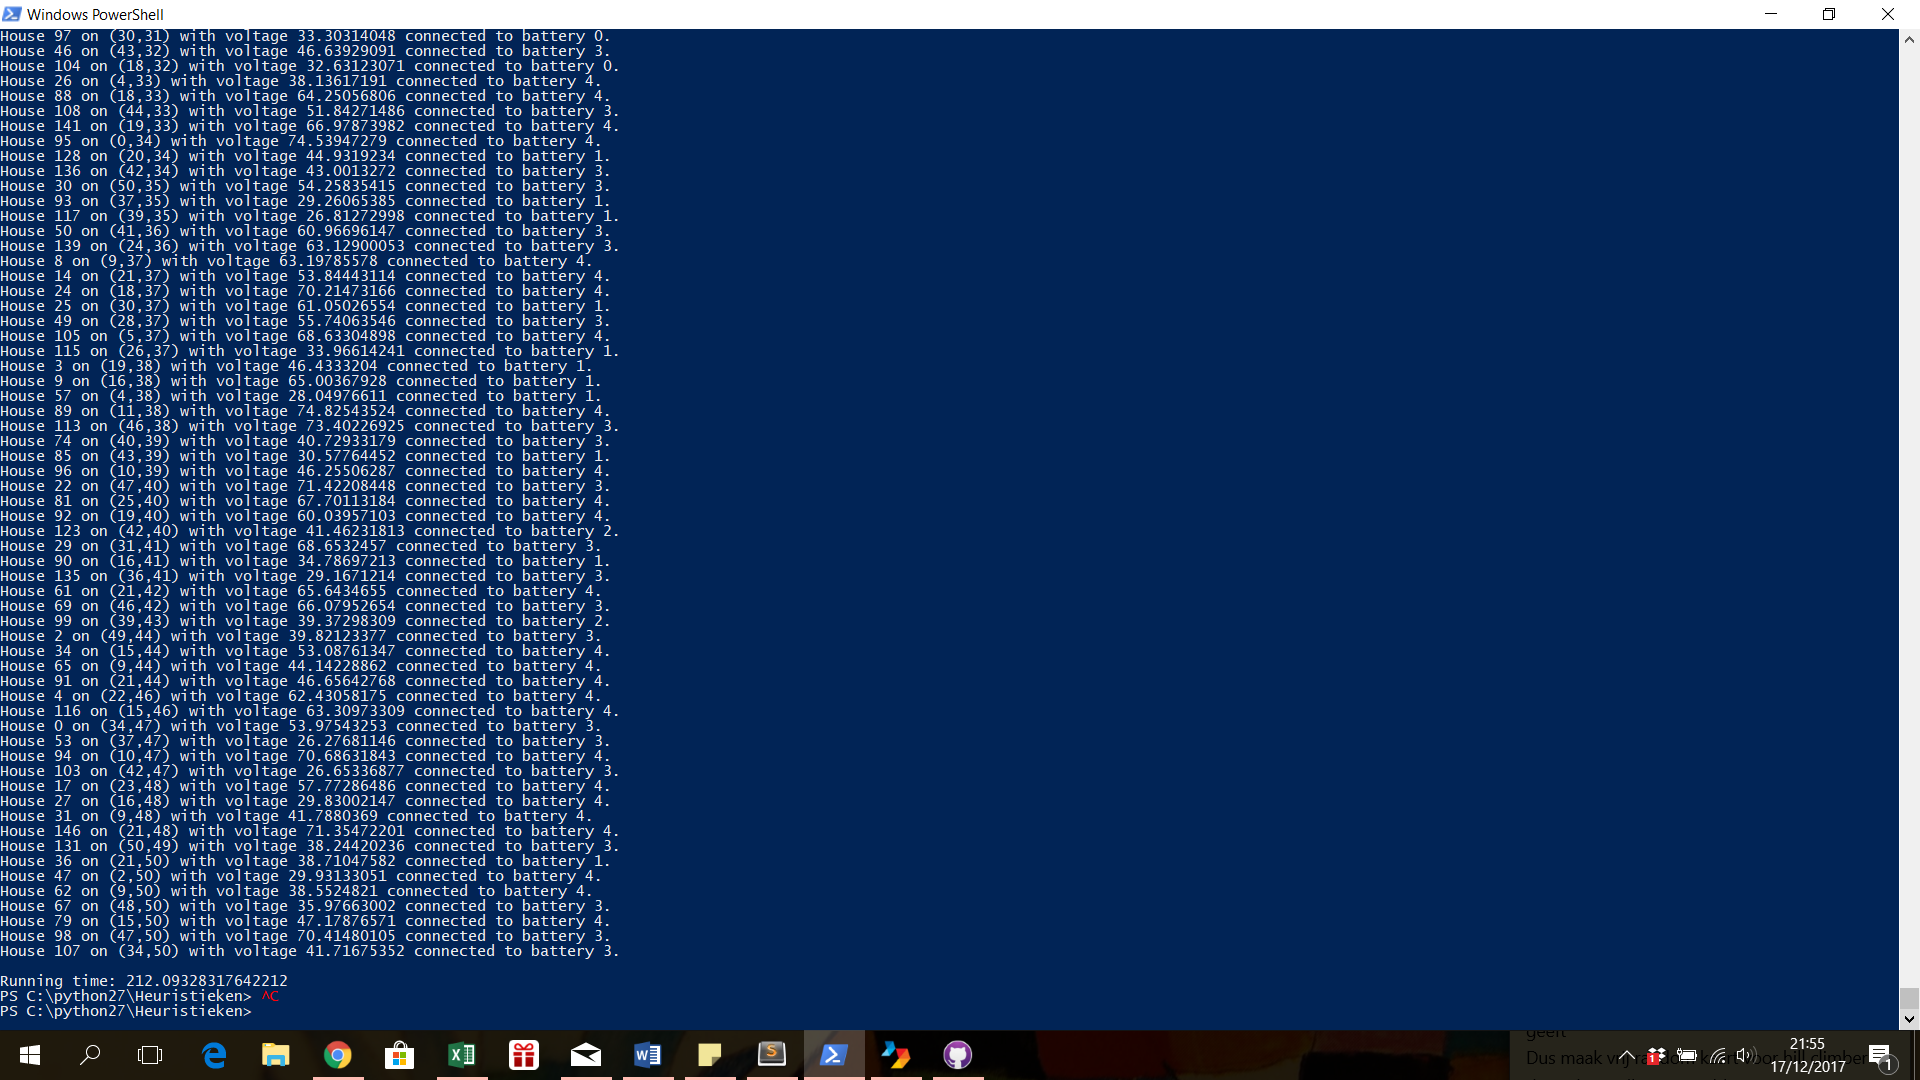 Windows PowerShell
House 97 on (30,31) with voltage 33.30314048 connected to battery 0.
House 46 on (43,32) with voltage 46.63929091 connected to battery 3.
House 104 on (18,32) with voltage 32.63123071 connected to battery 0.
House 26 on (4,33) with voltage 38.13617191 connected to battery 4.
House 88 on (18,33) with voltage 64.25056806 connected to battery 4.
House 108 on (44,33) with voltage 51.84271486 connected to battery 3.
House 141 on (19,33) with voltage 66.97873982 connected to battery 4.
House 95 on (0,34) with voltage 74.53947279 connected to battery 4.
House 128 on (20,34) with voltage 44.9319234 connected to battery 1.
House 136 on (42,34) with voltage 43.0013272 connected to battery 3.
House 30 on (50,35) with voltage 54.25835415 connected to battery 3.
House 93 on (37,35) with voltage 29.26065385 connected to battery 1.
House 117 on (39,35) with voltage 26.81272998 connected to battery 1.
House 50 on (41,36) with voltage 60.96696147 connected to battery 3.
House 139 on (24,36) with voltage 63.12900053 connected to battery 3.
House 8 on (9,37) with voltage 63.19785578 connected to battery 4.
House 14 on (21,37) with voltage 53.84443114 connected to battery 4.
House 24 on (18,37) with voltage 70.21473166 connected to battery 4.
House 25 on (30,37) with voltage 61.05026554 connected to battery 1.
House 49 on (28,37) with voltage 55.74063546 connected to battery 3.
House 105 on (5,37) with voltage 68.63304898 connected to battery 4.
House 115 on (26,37) with voltage 33.96614241 connected to battery 1.
House 3 on (19,38) with voltage 46.4333204 connected to battery 1.
House 9 on (16,38) with voltage 65.00367928 connected to battery 1.
House 57 on (4,38) with voltage 28.04976611 connected to battery 1.
House 89 on (11,38) with voltage 74.82543524 connected to battery 4.
House 113 on (46,38) with voltage 73.40226925 connected to battery 3.
House 74 on (40,39) with voltage 40.72933179 connected to battery 3.
House 85 on (43,39) with voltage 30.57764452 connected to battery 1.
House 96 on (10,39) with voltage 46.25506287 connected to battery 4.
House 22 on (47,40) with voltage 71.42208448 connected to battery 3.
House 81 on (25,40) with voltage 67.70113184 connected to battery 4.
House 92 on (19,40) with voltage 60.03957103 connected to battery 4.
House 123 on (42,40) with voltage 41.46231813 connected to battery 2.
House 29 on (31,41) with voltage 68.6532457 connected to battery 3.
House 90 on (16,41) with voltage 34.78697213 connected to battery 1.
House 135 on (36,41) with voltage 29.1671214 connected to battery 3.
House 61 on (21,42) with voltage 65.6434655 connected to battery 4.
House 69 on (46,42) with voltage 66.07952654 connected to battery 3.
House 99 on (39,43) with voltage 39.37298309 connected to battery 2.
House 2 on (49,44) with voltage 39.82123377 connected to battery 3.
House 34 on (15,44) with voltage 53.08761347 connected to battery 4.
House 65 on (9,44) with voltage 44.14228862 connected to battery 4.
House 91 on (21,44) with voltage 46.65642768 connected to battery 4.
House 4 on (22,46) with voltage 62.43058175 connected to battery 4.
House 116 on (15,46) with voltage 63.30973309 connected to battery 4.
House 0 on (34,47) with voltage 53.97543253 connected to battery 3.
House 53 on (37,47) with voltage 26.27681146 connected to battery 3.
House 94 on (10,47) with voltage 70.68631843 connected to battery 4.
House 103 on (42,47) with voltage 26.65336877 connected to battery 3.
House 17 on (23,48) with voltage 57.77286486 connected to battery 4.
House 27 on (16,48) with voltage 29.83002147 connected to battery 4.
House 31 on (9,48) with voltage 41.7880369 connected to battery 4.
House 146 on (21,48) with voltage 71.35472201 connected to battery 4.
House 131 on (50,49) with voltage 38.24420236 connected to battery 3.
House 36 on (21,50) with voltage 38.71047582 connected to battery 1.
House 47 on (2,50) with voltage 29.93133051 connected to battery 4.
House 62 on (9,50) with voltage 38.5524821 connected to battery 4.
House 67 on (48,50) with voltage 35.97663002 connected to battery 3.
House 79 on (15,50) with voltage 47.17876571 connected to battery 4.
House 98 on (47,50) with voltage 70.41480105 connected to battery 3.
House 107 on (34,50) with voltage 41.71675352 connected to battery 3.
Running time: 212.09328317642212
PS C:\python27\Heuristieken> ^C
PS C:\python27\Heuristieken>
geeft
Dus maak vrij hill climber
21:55
17/12/2017
1